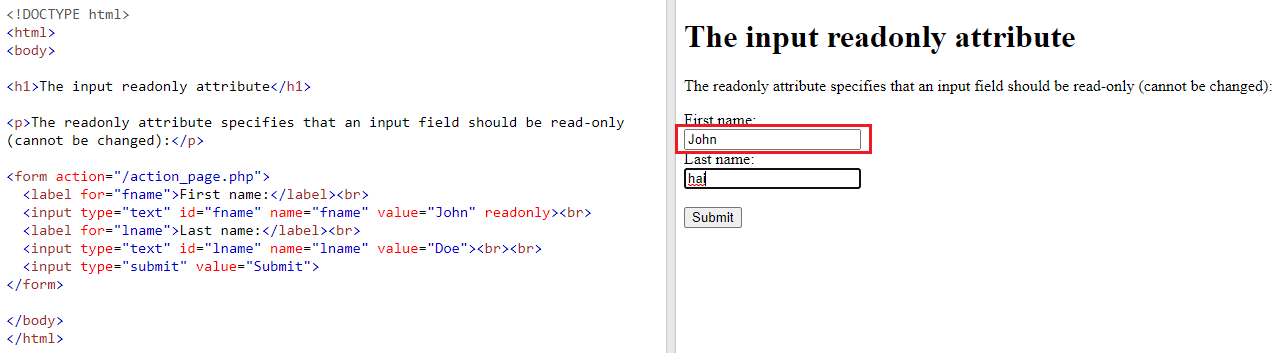 <!DOCTYPE html>
<html>
<body>
<h1>The input readonly attribute</h1>
<p>The readonly attribute specifies that an input field should be read-only
(cannot be changed):</p>
<form action="/action_page.php">
<label for="fname">First name:</label><br>
<input type="text" id="fname" name="fname" value="John" readonly><br>
<label for="lname">Last name:</label><br>
<input type="text" id="lname" name="lname" value="Doe"><br><br>
<input type="submit" value="Submit">
</form>
</body>
</html>
The input readonly attribute
The readonly attribute specifies that an input field should be read-only (cannot be changed):
First name:
John
Last name:
hai
Submit